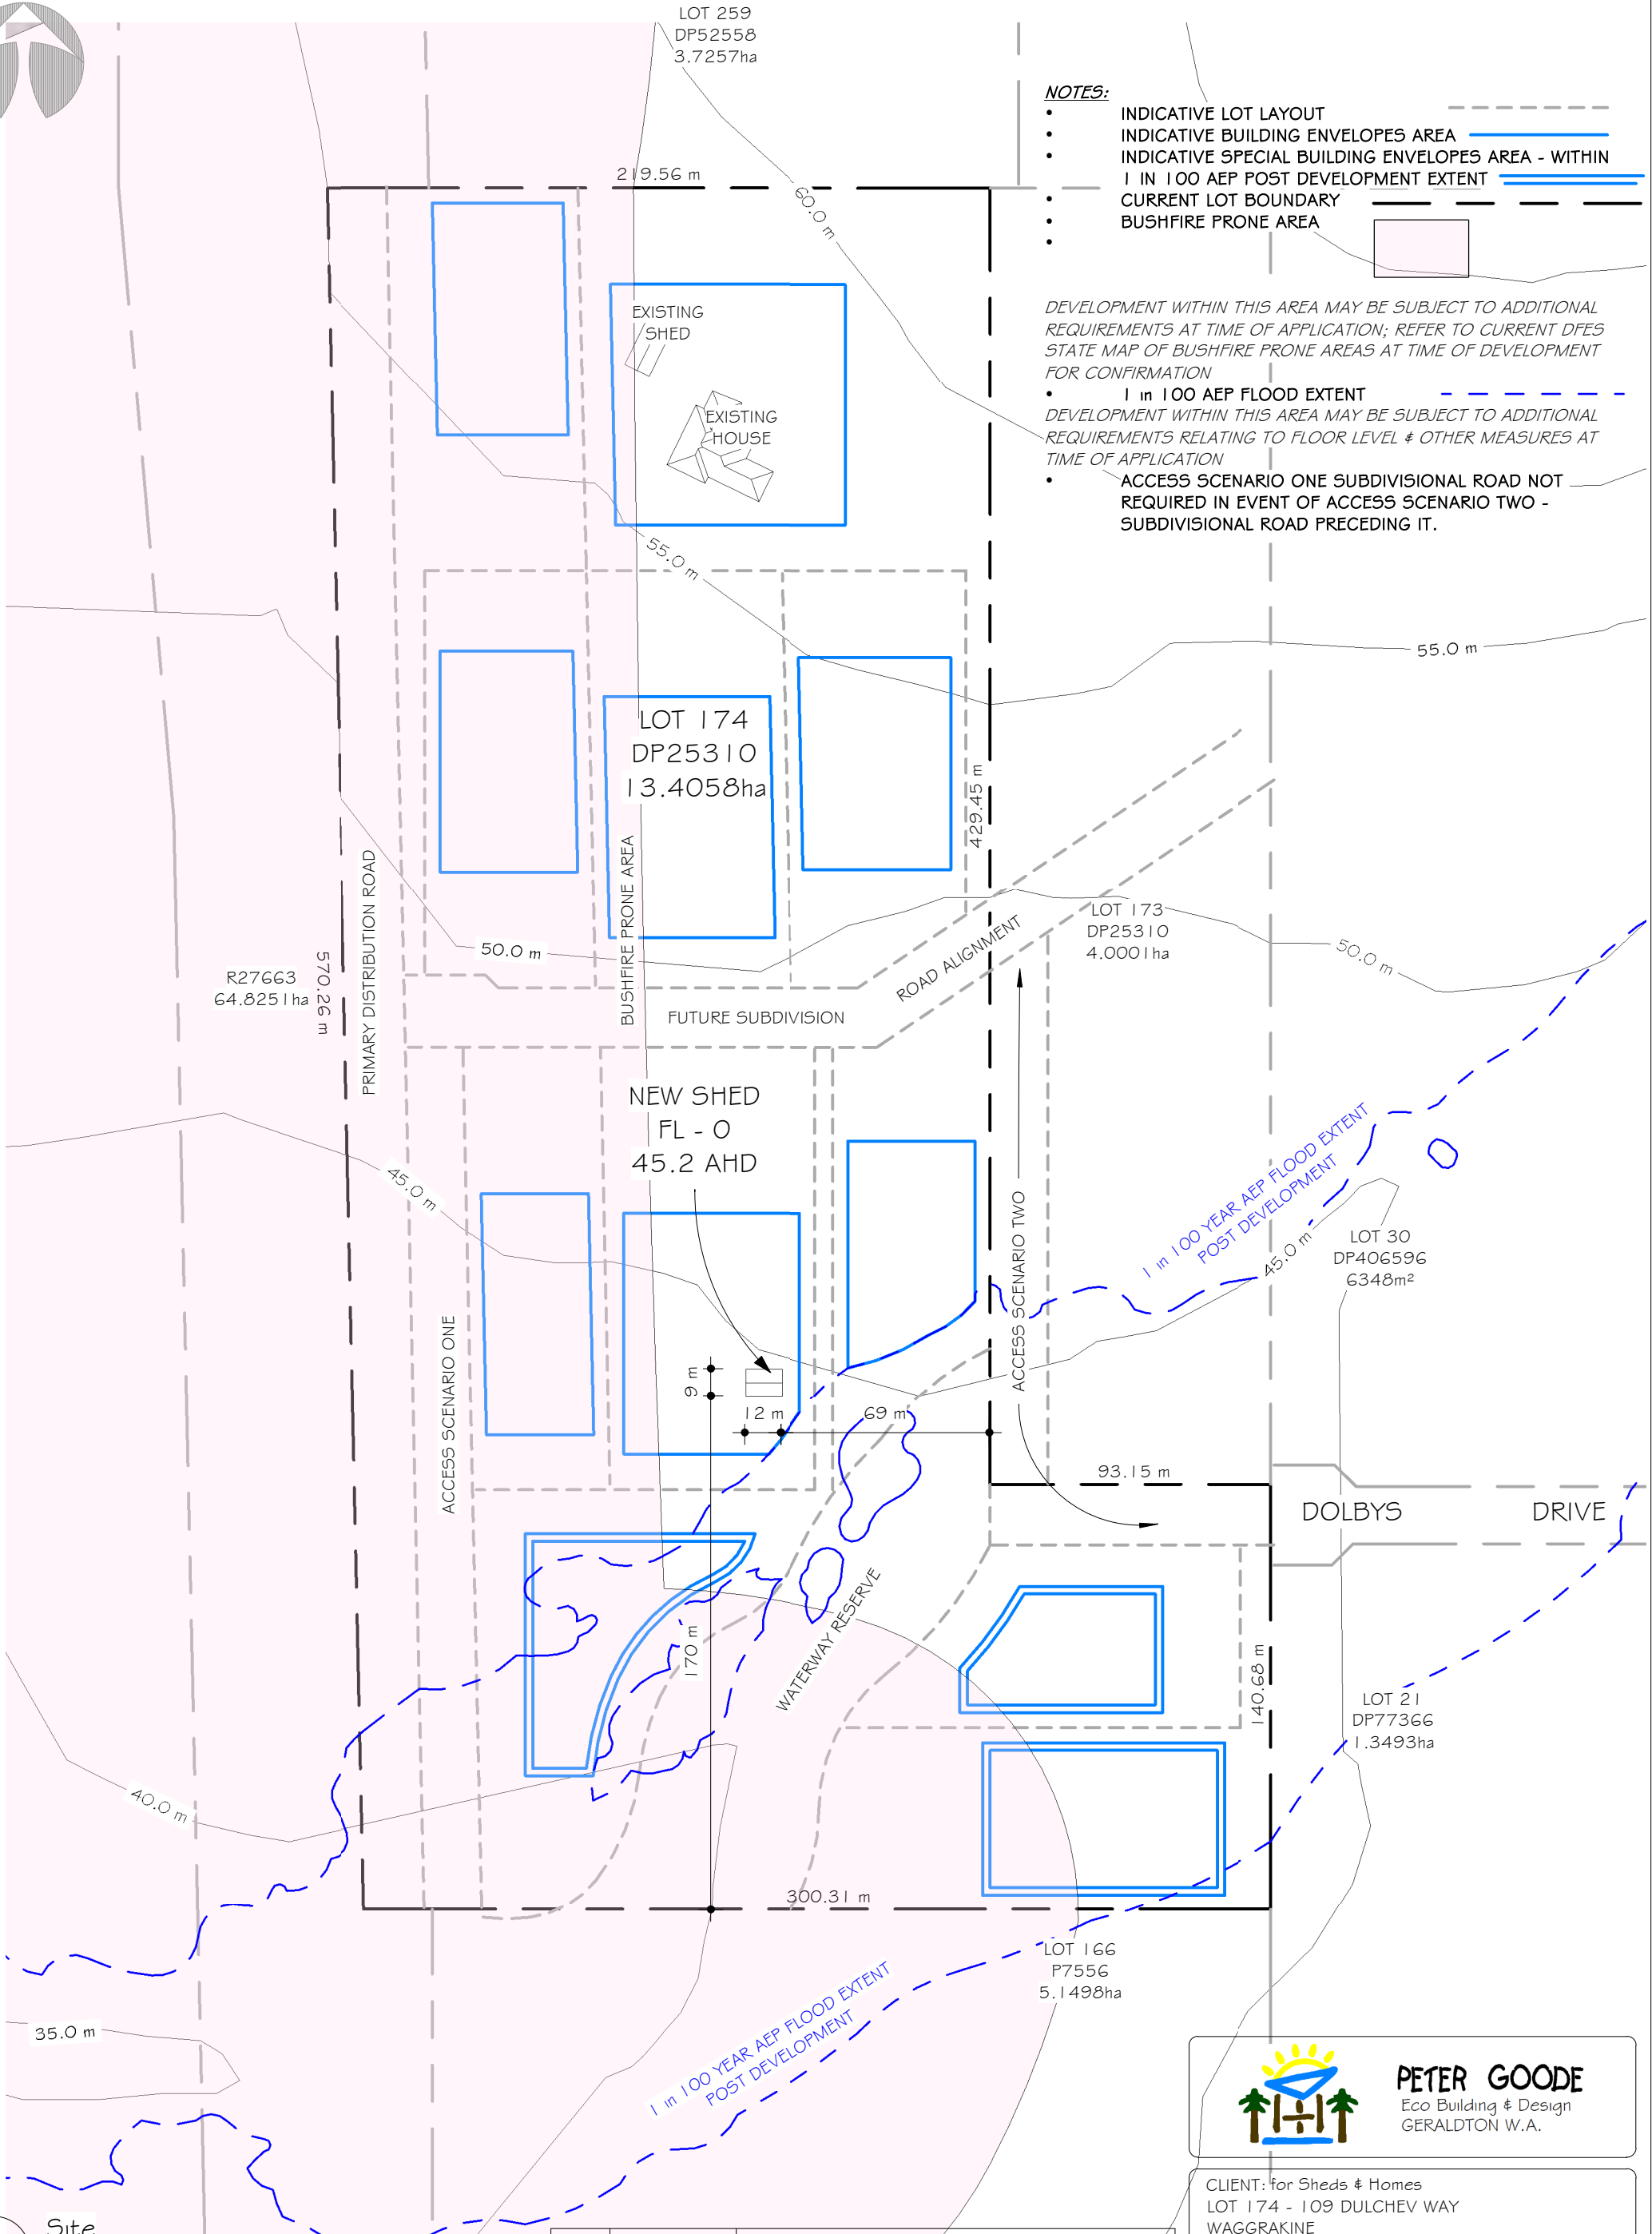 LOT 259
DP52558
3.7257ha
NOTES:
• INDICATIVE LOT LAYOUT
• INDICATIVE BUILDING ENVELOPES AREA
• INDICATIVE SPECIAL BUILDING ENVELOPES AREA - WITHIN
1 IN 100 AEP POST DEVELOPMENT EXTENT
• CURRENT LOT BOUNDARY
• BUSHFIRE PRONE AREA
•
DEVELOPMENT WITHIN THIS AREA MAY BE SUBJECT TO ADDITIONAL
REQUIREMENTS AT TIME OF APPLICATION; REFER TO CURRENT DFES
STATE MAP OF BUSHFIRE PRONE AREAS AT TIME OF DEVELOPMENT
FOR CONFIRMATION
• 1 in 100 AEP FLOOD EXTENT
DEVELOPMENT WITHIN THIS AREA MAY BE SUBJECT TO ADDITIONAL
REQUIREMENTS RELATING TO FLOOR LEVEL & OTHER MEASURES AT
TIME OF APPLICATION
• ACCESS SCENARIO ONE SUBDIVISIONAL ROAD NOT
REQUIRED IN EVENT OF ACCESS SCENARIO TWO -
SUBDIVISIONAL ROAD PRECEDING IT.
219.56 m
60.0 m
EXISTING
SHED
EXISTING
HOUSE
55.0 m
55.0 m
LOT 174
DP25310
13.4058ha
429.45 m
PRIMARY DISTRIBUTION ROAD
BUSHFIRE PRONE AREA
LOT 173
DP25310
4.0001ha
50.0 m
50.0 m
R27663
64.8251ha
570.26 m
ROAD ALIGNMENT
FUTURE SUBDIVISION
NEW SHED
FL - 0
45.2 AHD
45.0 m
1 in 100 YEAR AEP FLOOD EXTENT
POST DEVELOPMENT
45.0 m
LOT 30
DP406596
6348m²
ACCESS SCENARIO TWO
ACCESS SCENARIO ONE
9 m
12 m
69 m
93.15 m
DOLBYS DRIVE
WATERWAY RESERVE
170 m
140.68 m
LOT 21
DP77366
1.3493ha
40.0 m
300.31 m
LOT 166
P7556
5.1498ha
1 in 100 YEAR AEP FLOOD EXTENT
POST DEVELOPMENT
35.0 m
PETER GOODE
Eco Building & Design
GERALDTON W.A.
CLIENT: for Sheds & Homes
LOT 174 - 109 DULCHEV WAY
WAGGRAKINE
Site